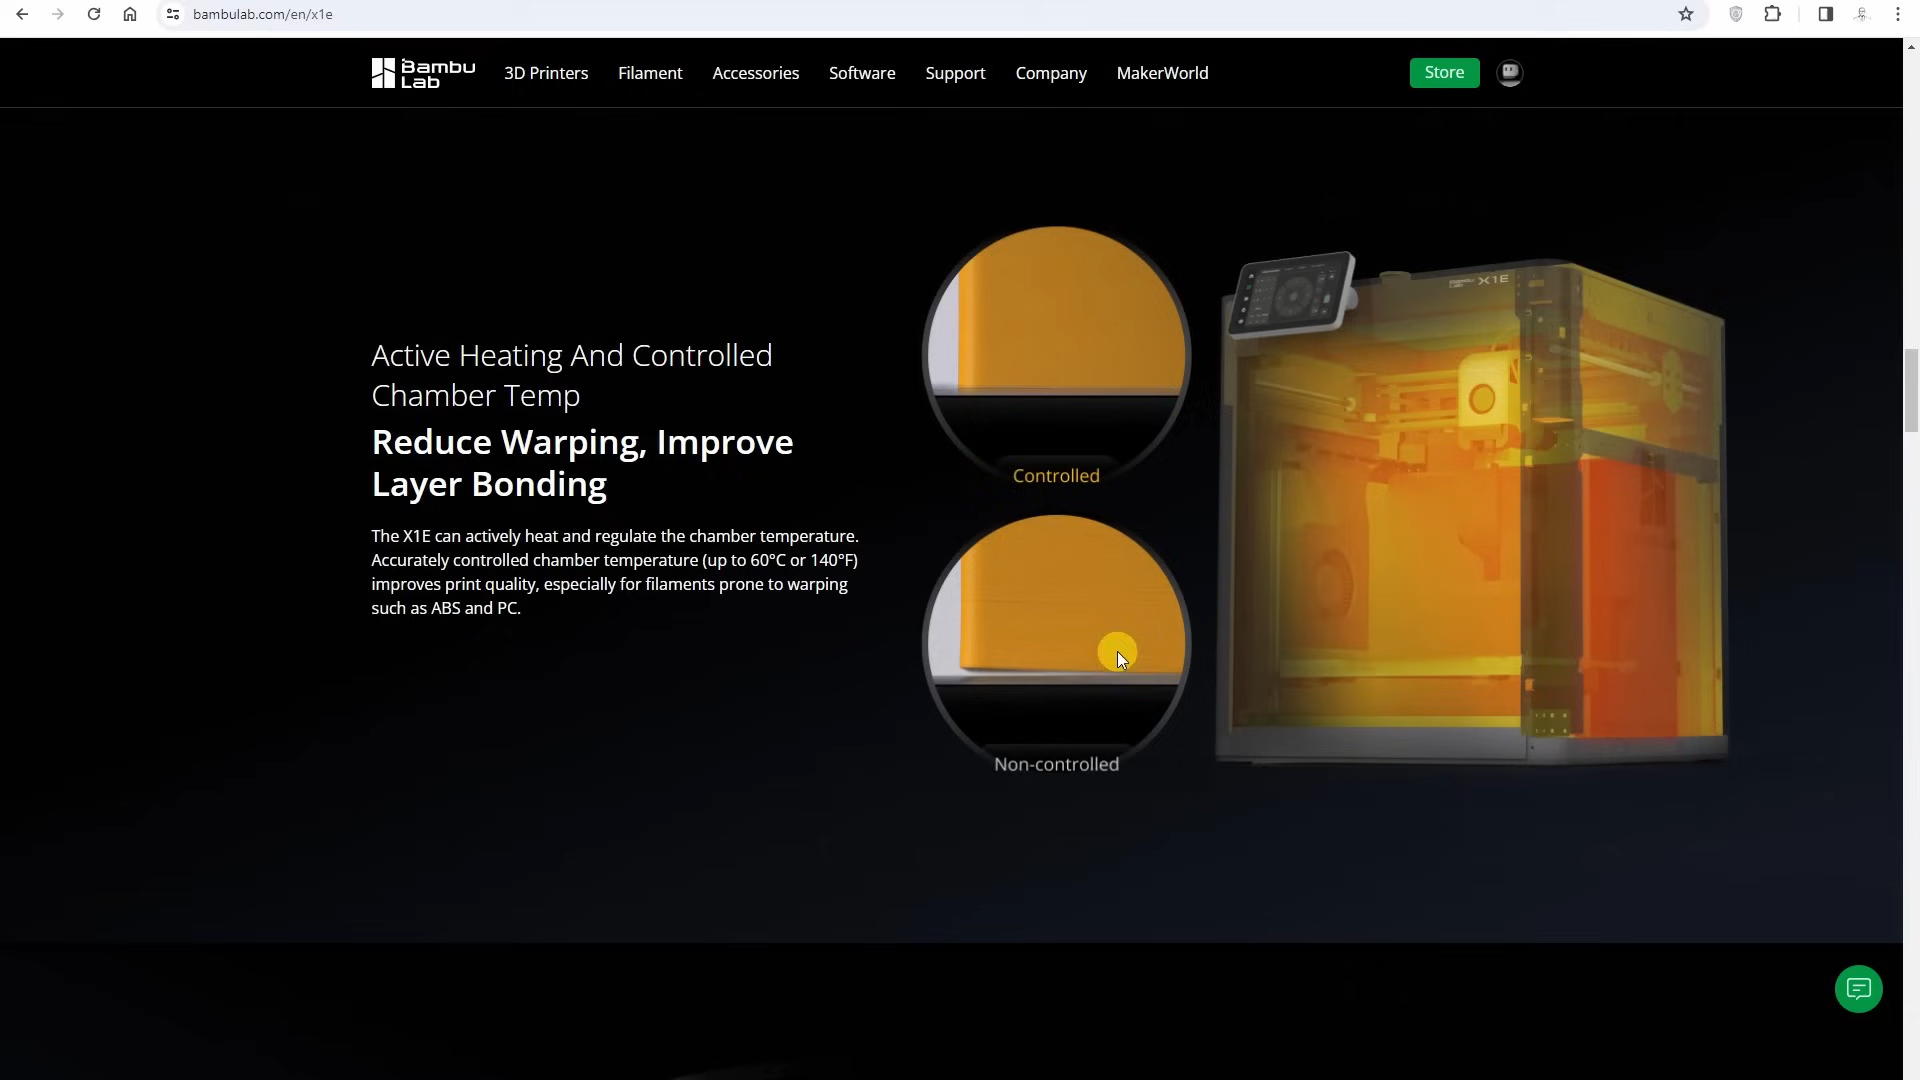 bambulab.com/en/x1e
Bambu Lab
3D Printers
Filament
Accessories
Software
Support
Company
MakerWorld
Store
Active Heating And Controlled
Chamber Temp
Reduce Warping, Improve
Layer Bonding
The X1E can actively heat and regulate the chamber temperature.
Accurately controlled chamber temperature (up to 60°C or 140°F)
improves print quality, especially for filaments prone to warping
such as ABS and PC.
Controlled
Non-controlled
X1E